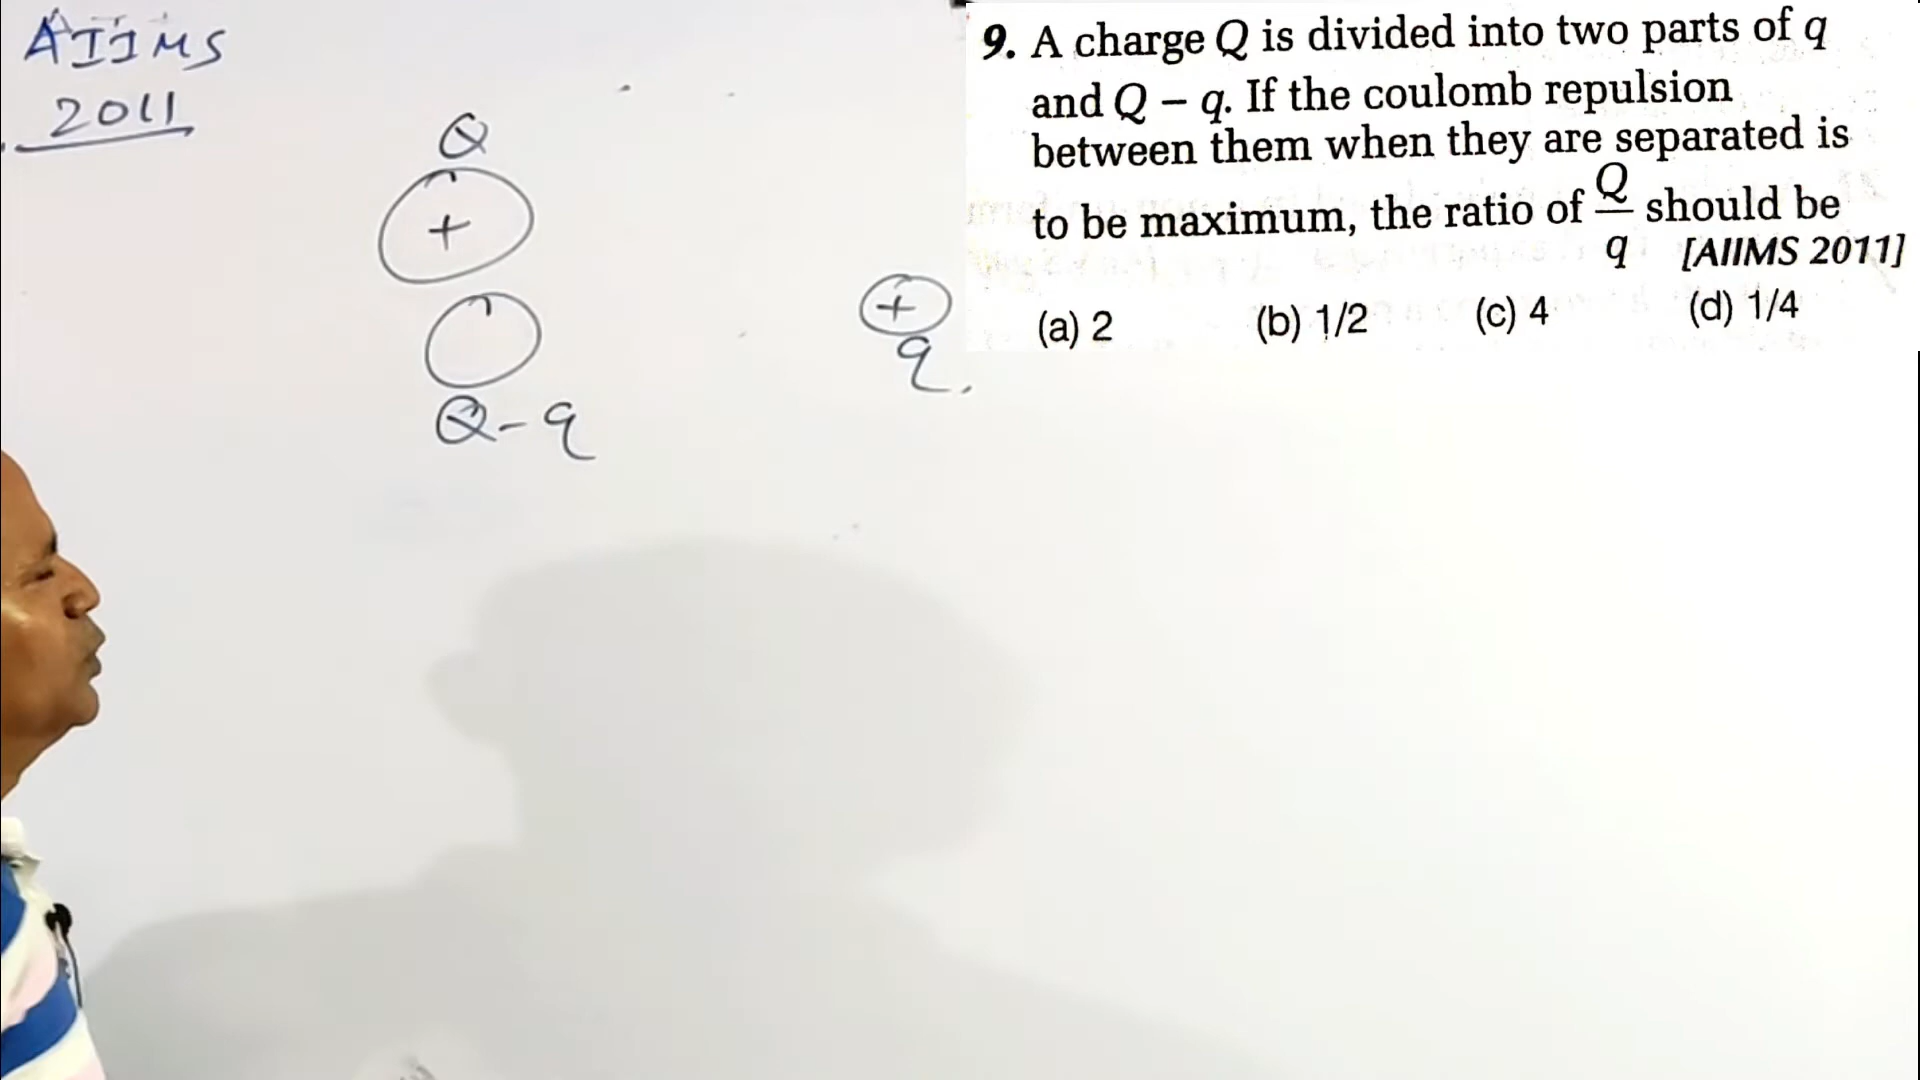 AIIMS
2011
Q
+
Q-q
+
q.
9. A charge Q is divided into two parts of q
and Q – q. If the coulomb repulsion
between them when they are separated is
to be maximum, the ratio of Q/q should be
[AIIMS 2011]
(a) 2 (b) 1/2 (c) 4 (d) 1/4